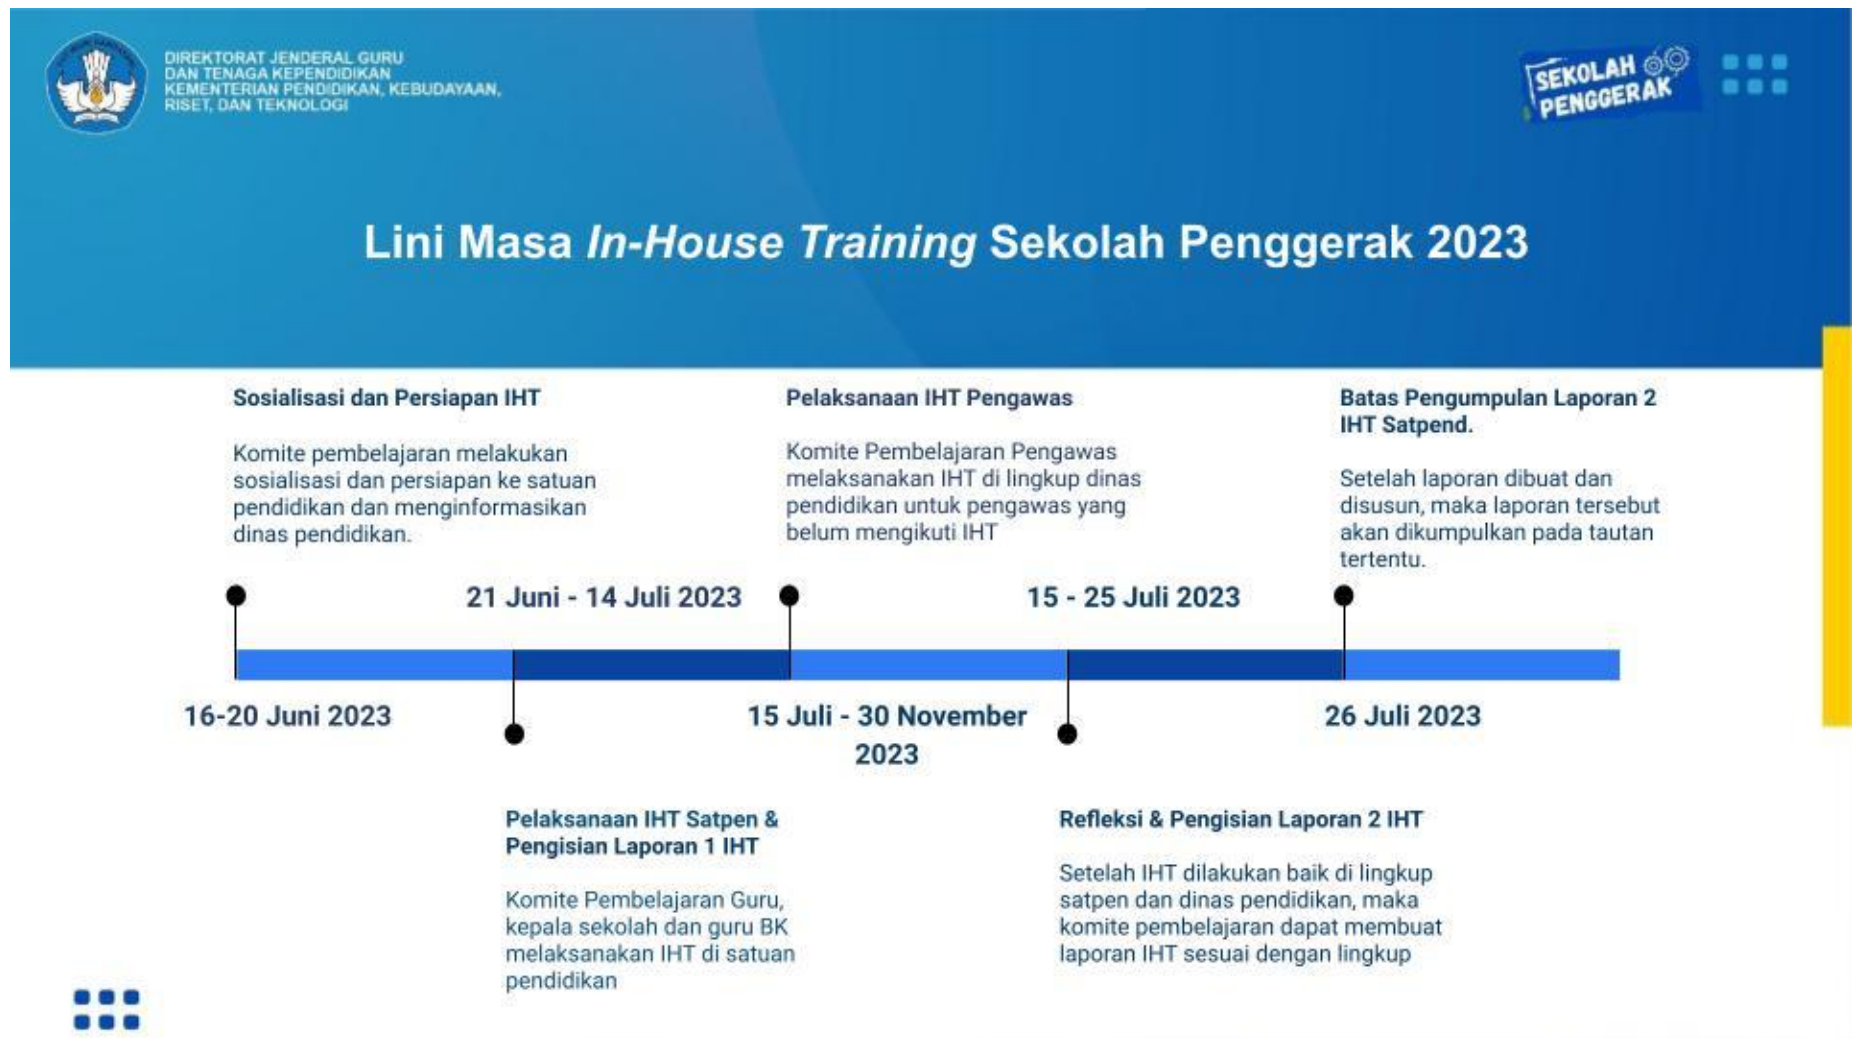 DIREKTORAT JENDERAL GURU
DAN TENAGA KEPENDIDIKAN
KEMENTERIAN PENDIDIKAN, KEBUDAYAAN,
RISET, DAN TEKNOLOGI
SEKOLAH
PENGGERAK
Lini Masa In-House Training Sekolah Penggerak 2023
Sosialisasi dan Persiapan IHT
Komite pembelajaran melakukan
sosialisasi dan persiapan ke satuan
pendidikan dan menginformasikan
dinas pendidikan.
Pelaksanaan IHT Pengawas
Komite Pembelajaran Pengawas
melaksanakan IHT di lingkup dinas
pendidikan untuk pengawas yang
belum mengikuti IHT
Batas Pengumpulan Laporan 2
IHT Satpend.
Setelah laporan dibuat dan
disusun, maka laporan tersebut
akan dikumpulkan pada tautan
tertentu.
21 Juni - 14 Juli 2023
15 - 25 Juli 2023
16-20 Juni 2023
15 Juli - 30 November
2023
26 Juli 2023
Pelaksanaan IHT Satpen &
Pengisian Laporan 1 IHT
Komite Pembelajaran Guru,
kepala sekolah dan guru BK
melaksanakan IHT di satuan
pendidikan
Refleksi & Pengisian Laporan 2 IHT
Setelah IHT dilakukan baik di lingkup
satpen dan dinas pendidikan, maka
komite pembelajaran dapat membuat
laporan IHT sesuai dengan lingkup